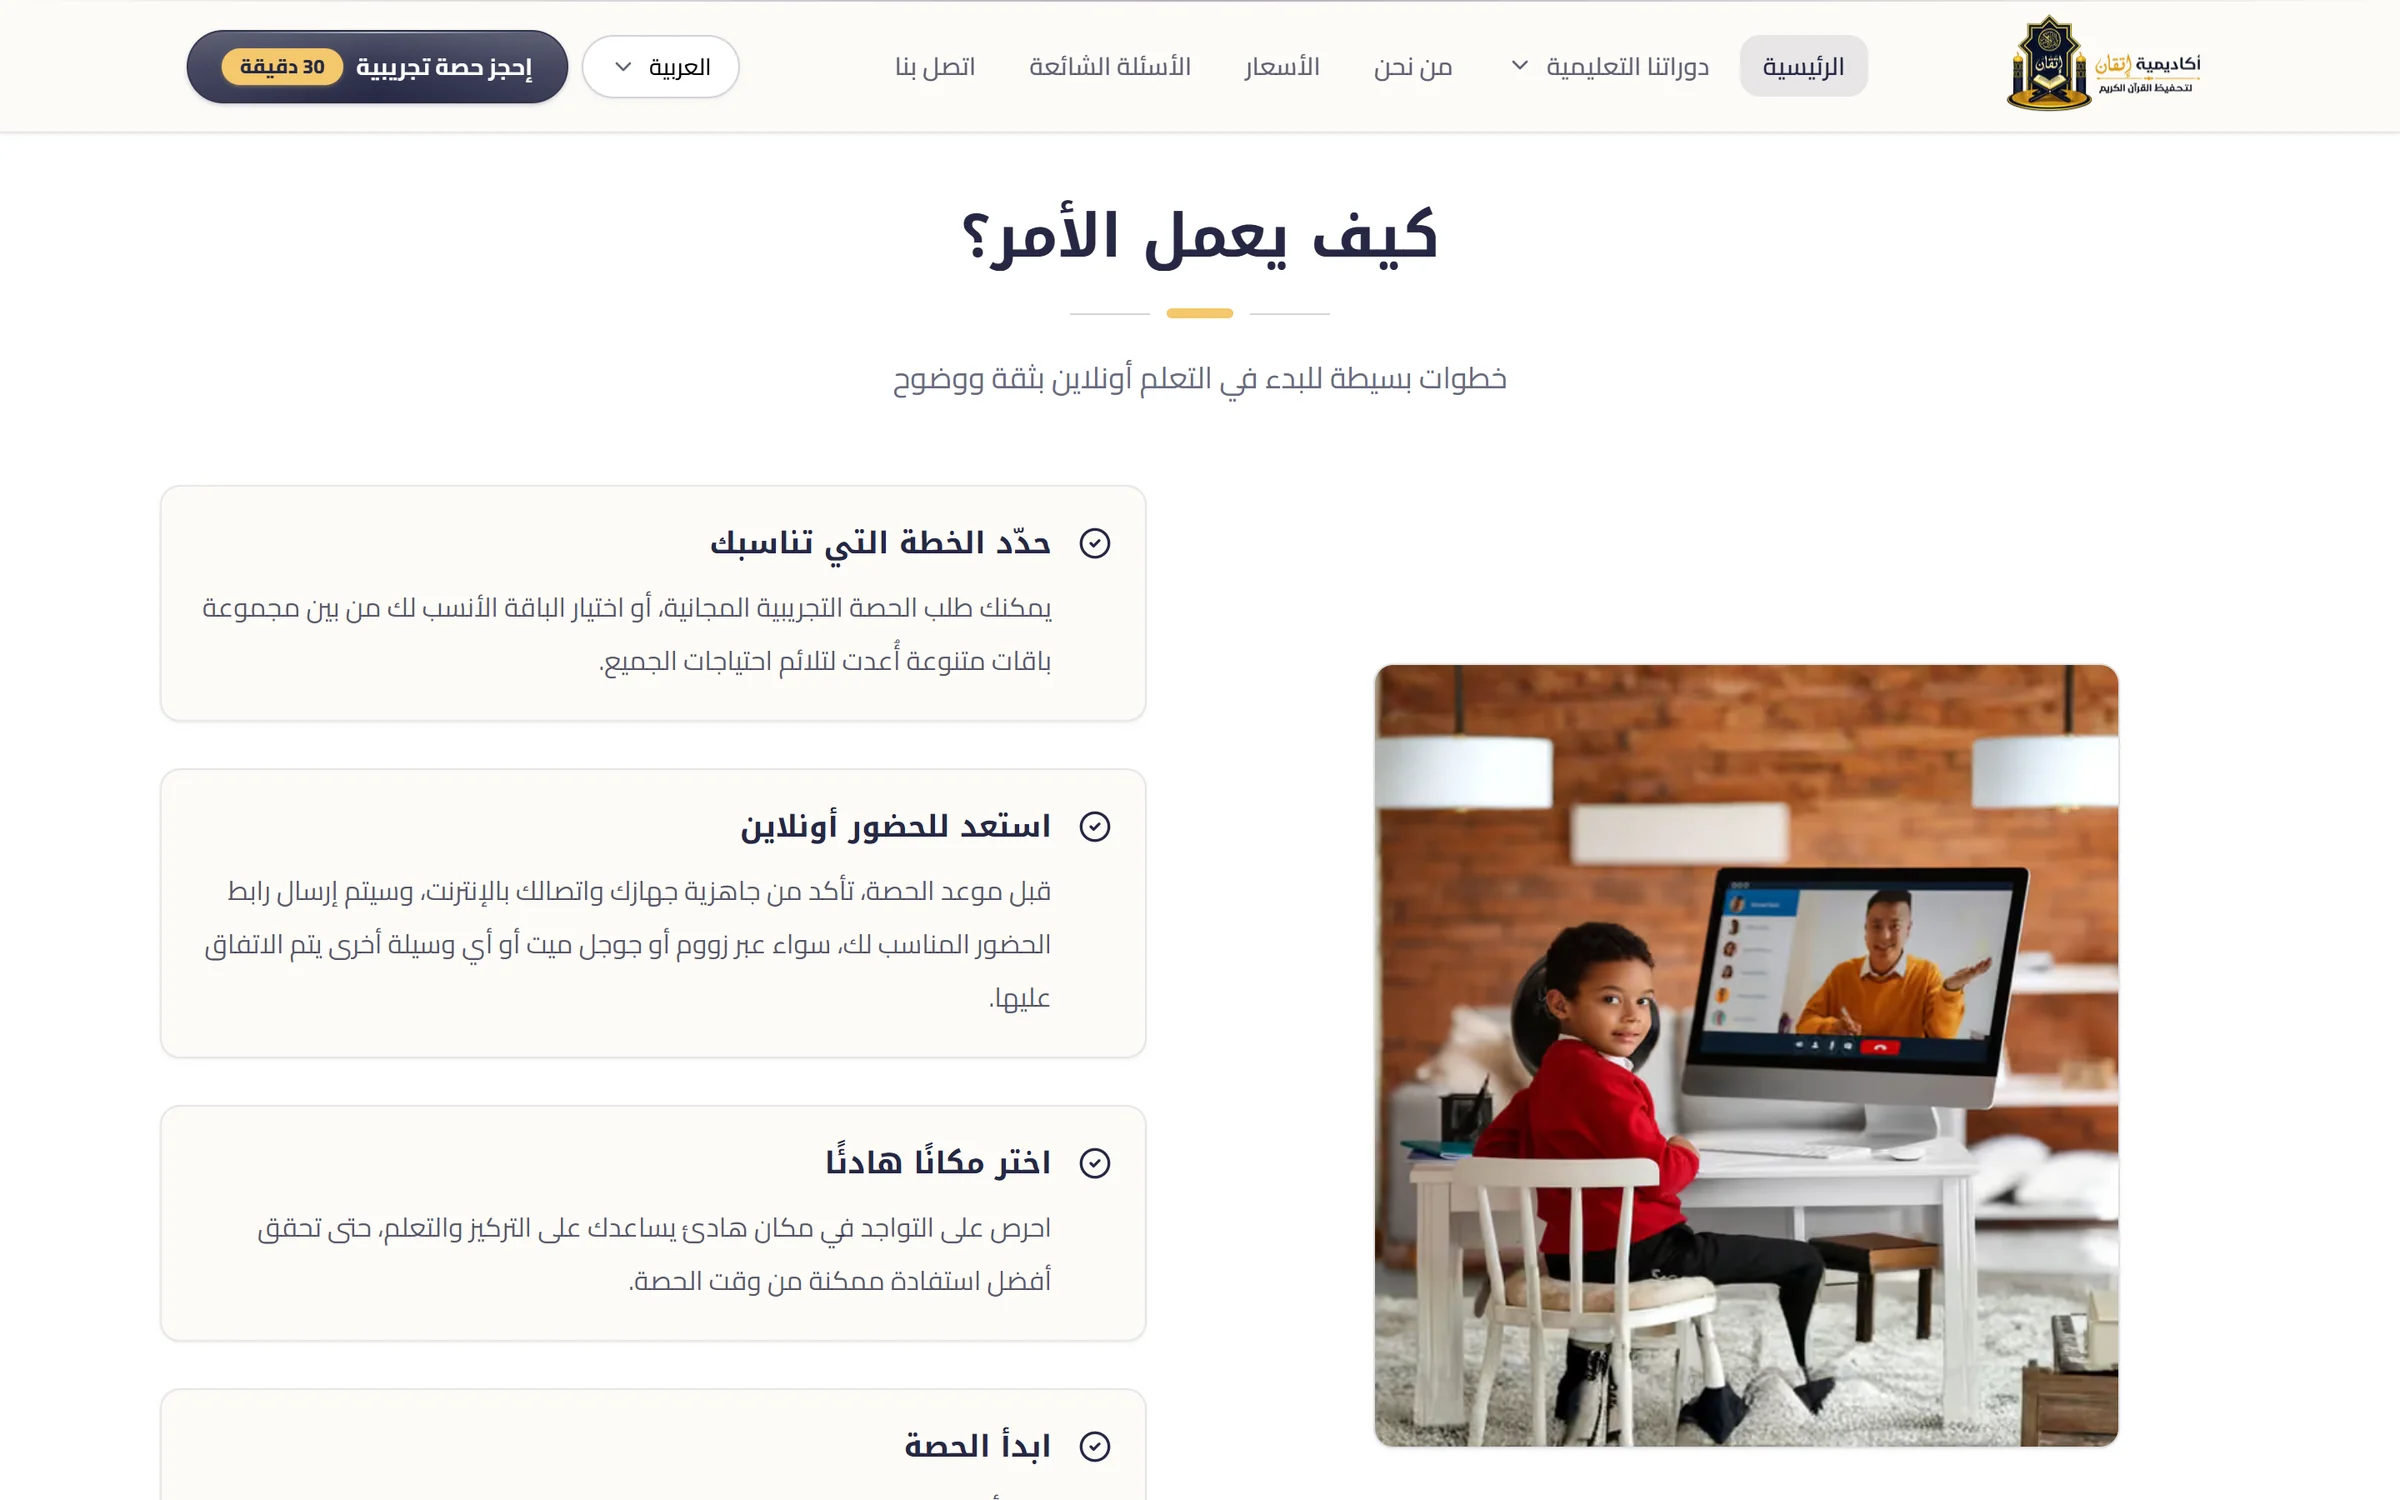 أكاديمية إتقان
لتحفيظ القرآن الكريم
إتقان
الرئيسية
دوراتنا التعليمية
من نحن
الأسعار
الأسئلة الشائعة
اتصل بنا
العربية
إحجز حصة تجريبية
30 دقيقة
كيف يعمل الأمر؟
خطوات بسيطة للبدء في التعلم أونلاين بثقة ووضوح
حدّد الخطة التي تناسبك
يمكنك طلب الحصة التجريبية المجانية، أو اختيار الباقة الأنسب لك من بين مجموعة
باقات متنوعة أُعدت لتلائم احتياجات الجميع.
استعد للحضور أونلاين
قبل موعد الحصة، تأكد من جاهزية جهازك واتصالك بالإنترنت، وسيتم إرسال رابط
الحضور المناسب لك، سواء عبر زووم أو جوجل ميت أو أي وسيلة أخرى يتم الاتفاق
عليها.
اختر مكانًا هادئًا
احرص على التواجد في مكان هادئ يساعدك على التركيز والتعلم، حتى تحقق
أفضل استفادة ممكنة من وقت الحصة.
ابدأ الحصة